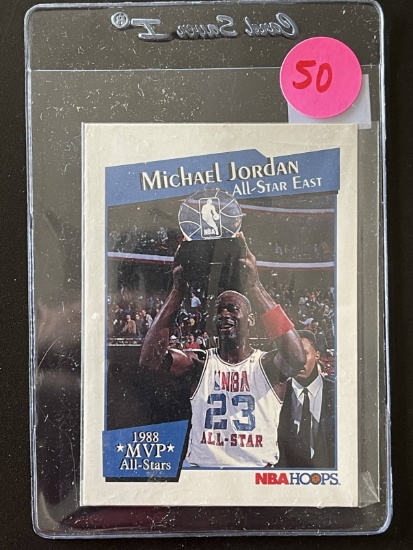 Card Saver I ®
50
MICHAEL JORDAN
ALL-STAR EAST
NBA
NBA
23
ALL-STAR
1988
★MVP★
All-Stars
NBA HOOPS